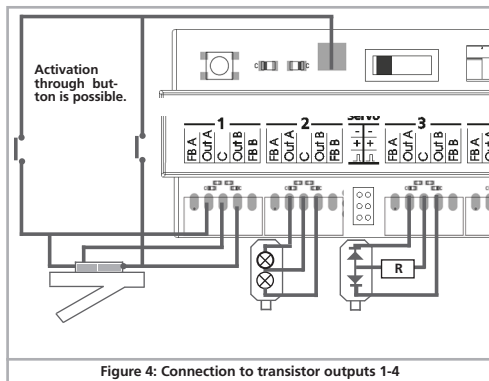 Activation
through but-
ton is possible.
1
2
Servo
3
FB A
Out A
C
Out B
FB B
FB A
Out A
C
Out B
FB B
- -
+ +
FB A
Out A
C
Out B
FB B
FB A
R
Figure 4: Connection to transistor outputs 1-4